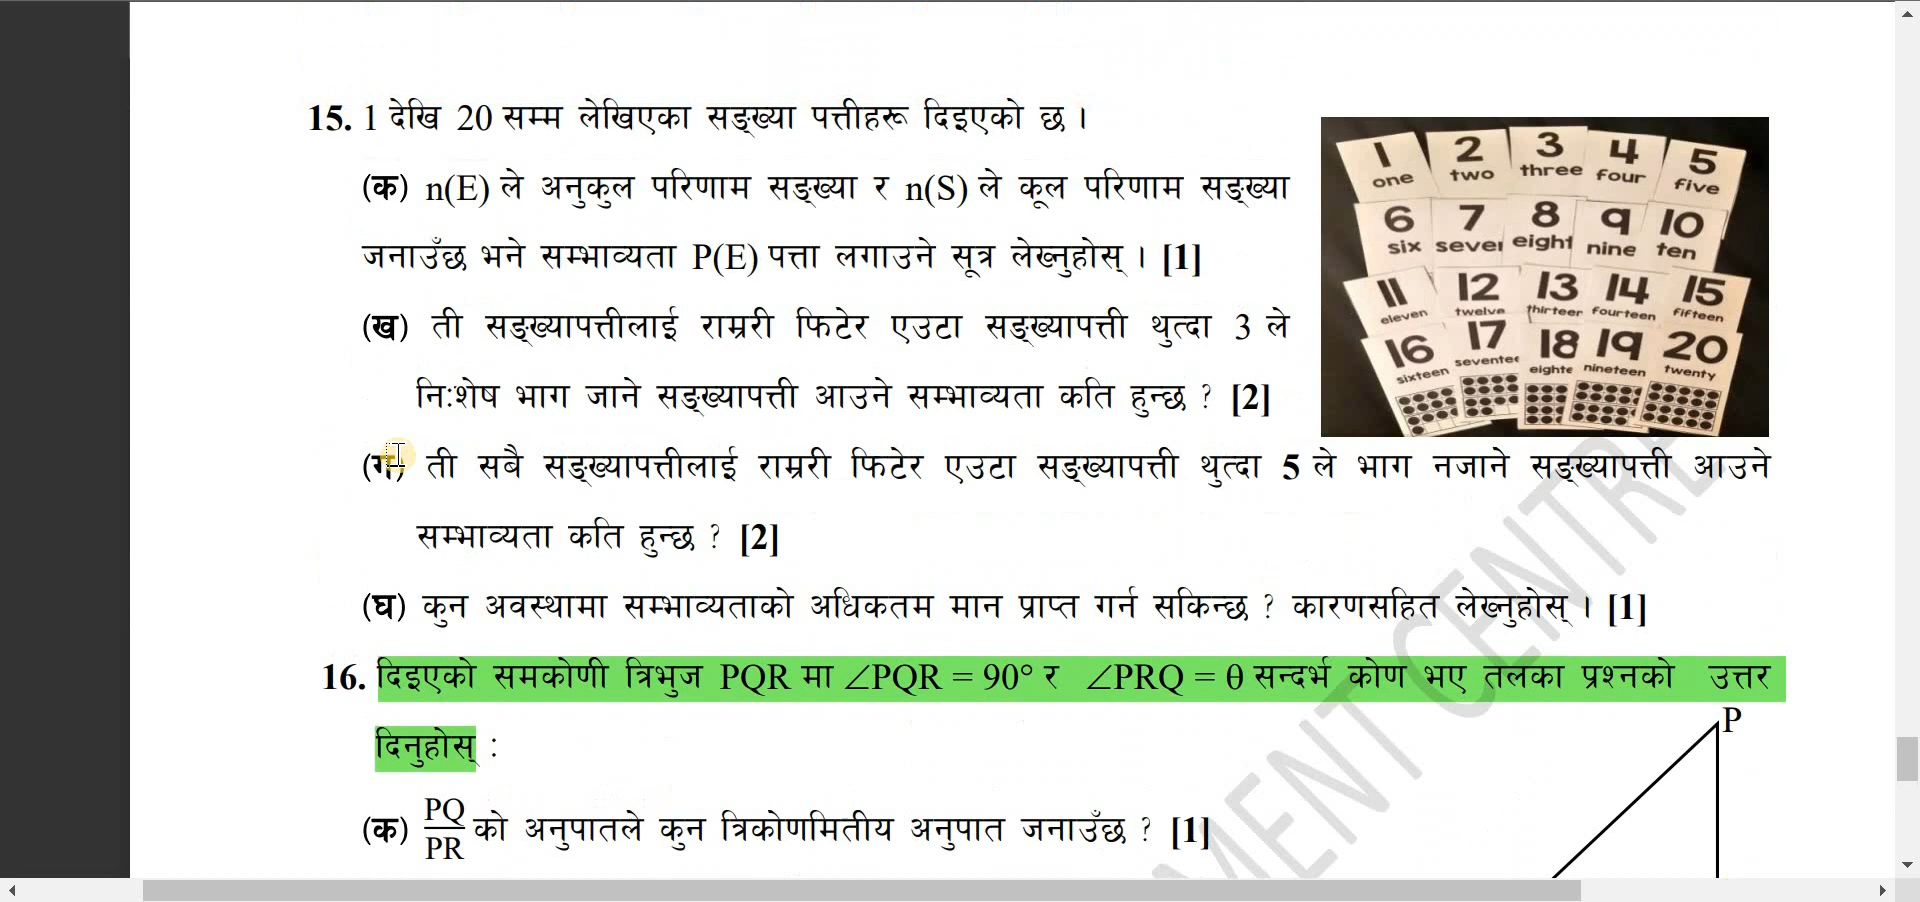 15. 1 देखि 20 सम्म लेखिएका सङ्ख्या पत्तीहरू दिइएको छ ।
(क) n(E) ले अनुकुल परिणाम सङ्ख्या र n(S) ले कूल परिणाम सङ्ख्या
जनाउँछ भने सम्भाव्यता P(E) पत्ता लगाउने सूत्र लेख्नुहोस् । [1]
(ख) ती सङ्ख्यापत्तीलाई राम्ररी फिटेर एउटा सङ्ख्यापत्ती थुत्दा 3 ले
निःशेष भाग जाने सङ्ख्यापत्ती आउने सम्भाव्यता कति हुन्छ ? [2]
1 2 3 4 5
one two three four five
6 7 8 9 10
six seven eight nine ten
11 12 13 14 15
eleven twelve thirteen fourteen fifteen
16 17 18 19 20
sixteen seventee eighte nineteen twenty
(ग) ती सबै सङ्ख्यापत्तीलाई राम्ररी फिटेर एउटा सङ्ख्यापत्ती थुत्दा 5 ले भाग नजाने सङ्ख्यापत्ती आउने
सम्भाव्यता कति हुन्छ ? [2]
(घ) कुन अवस्थामा सम्भाव्यताको अधिकतम मान प्राप्त गर्न सकिन्छ ? कारणसहित लेख्नुहोस् । [1]
16. दिइएको समकोणी त्रिभुज PQR मा ∠PQR = 90° र ∠PRQ = θ सन्दर्भ कोण भए तलका प्रश्नको उत्तर
दिनुहोस् :
P
(क) PQ/PR को अनुपातले कुन त्रिकोणमितीय अनुपात जनाउँछ ? [1]
MENT CENTRE